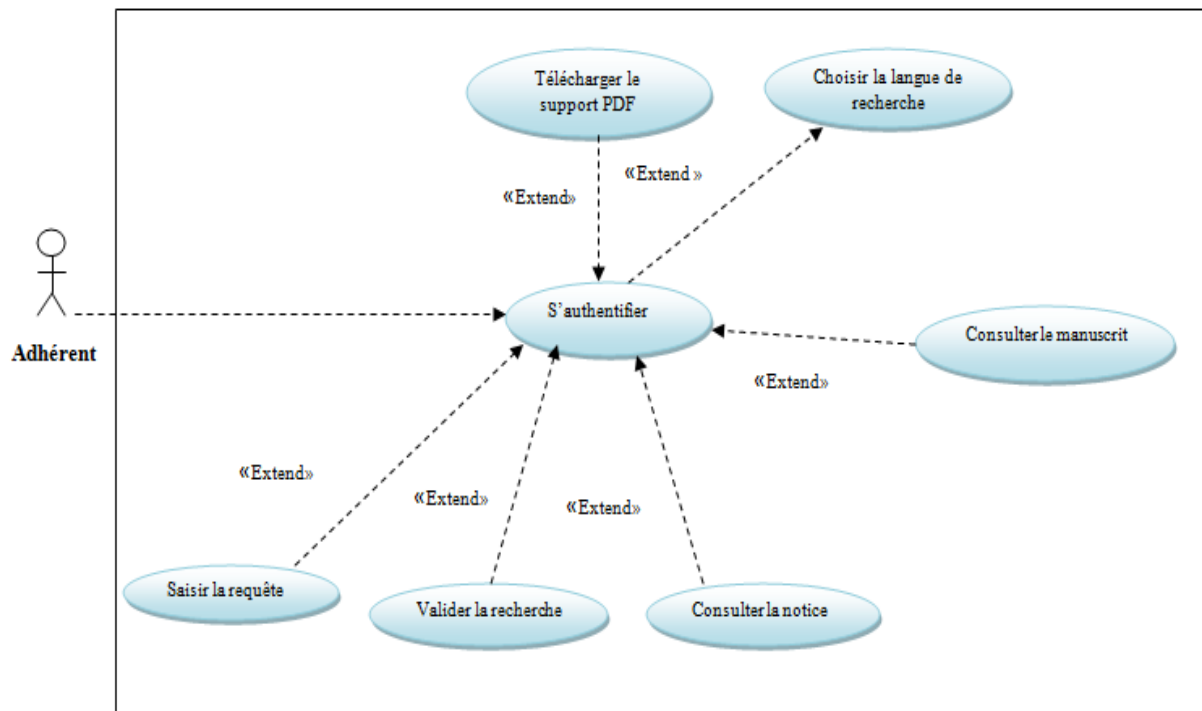 Télécharger le
support PDF
Choisir la langue de
recherche
«Extend »
«Extend»
S’authentifier
Adhérent
Consulter le manuscrit
«Extend»
«Extend»
«Extend»
«Extend»
Saisir la requête
Valider la recherche
Consulter la notice